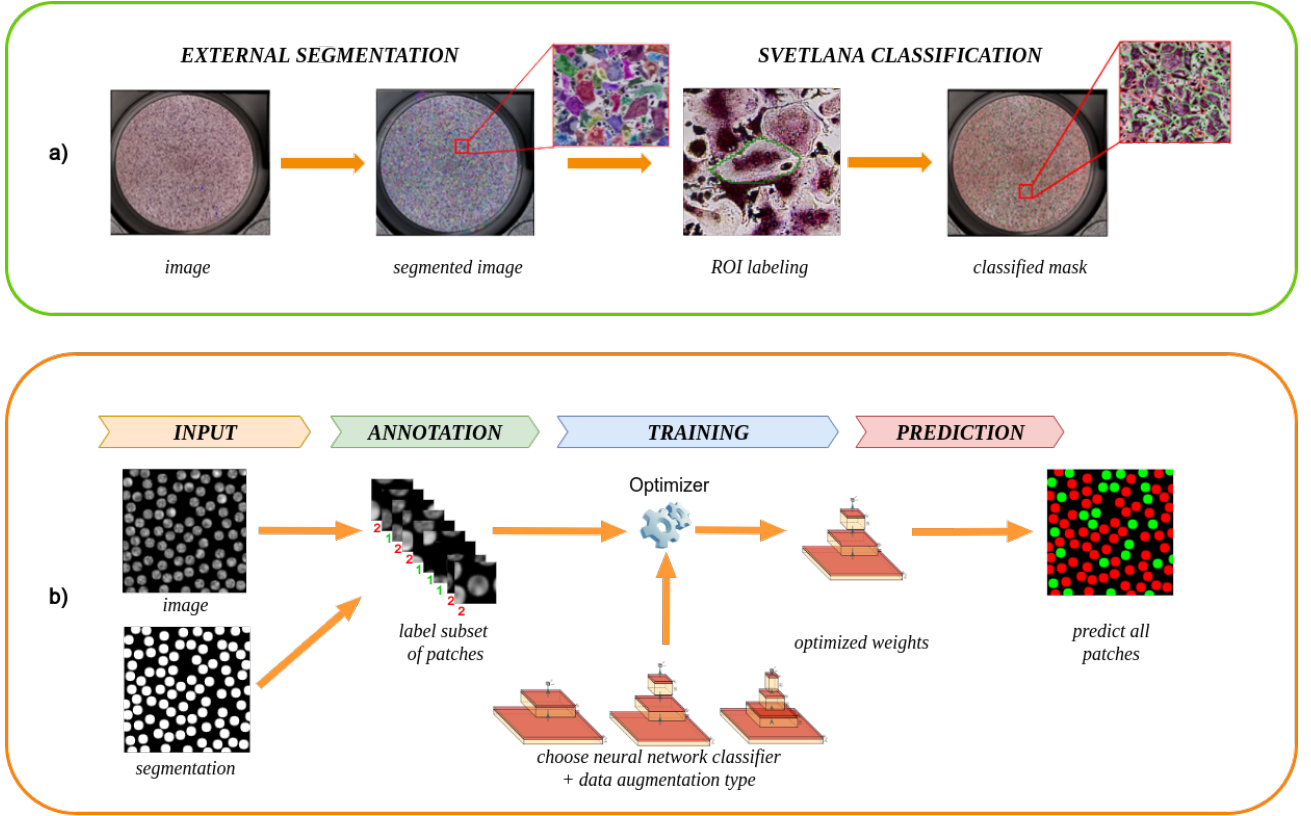 EXTERNAL SEGMENTATION
SVETLANA CLASSIFICATION
a)
image
segmented image
ROI labeling
classified mask
INPUT
ANNOTATION
TRAINING
PREDICTION
Optimizer
2
1
2
2
1
1
1
2
2
b)
image
label subset
of patches
optimized weights
predict all
patches
segmentation
choose neural network classifier
+ data augmentation type